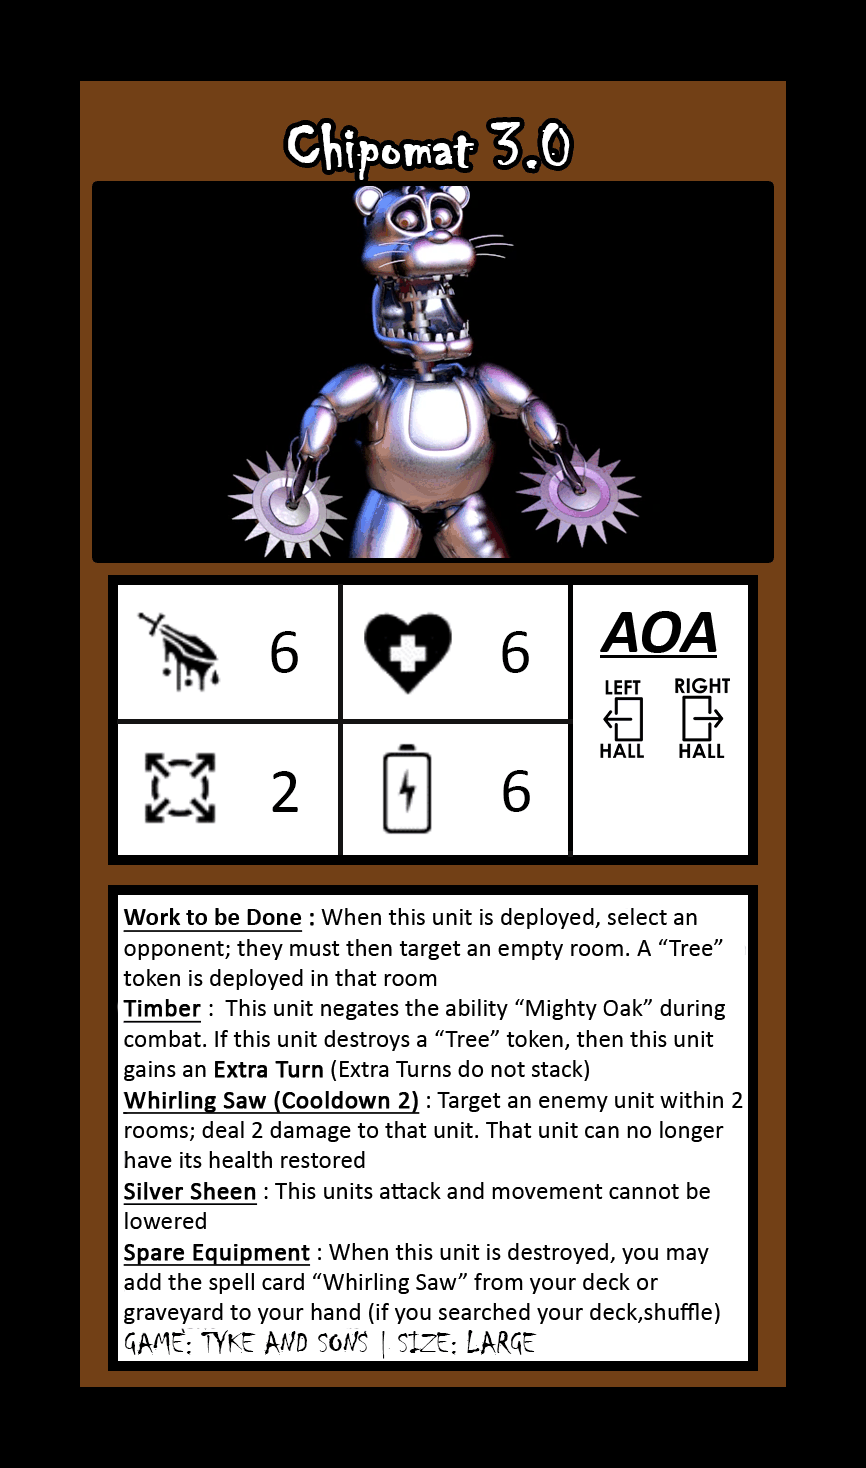 Chipomat 3.0
6
6
AOA
LEFT
HALL
RIGHT
HALL
2
6
Work to be Done : When this unit is deployed, select an
opponent; they must then target an empty room. A “Tree”
token is deployed in that room
Timber :  This unit negates the ability “Mighty Oak” during
combat. If this unit destroys a “Tree” token, then this unit
gains an Extra Turn (Extra Turns do not stack)
Whirling Saw (Cooldown 2) : Target an enemy unit within 2
rooms; deal 2 damage to that unit. That unit can no longer
have its health restored
Silver Sheen : This units attack and movement cannot be
lowered
Spare Equipment : When this unit is destroyed, you may
add the spell card “Whirling Saw” from your deck or
graveyard to your hand (if you searched your deck,shuffle)
GAME: TYKE AND SONS | SIZE: LARGE